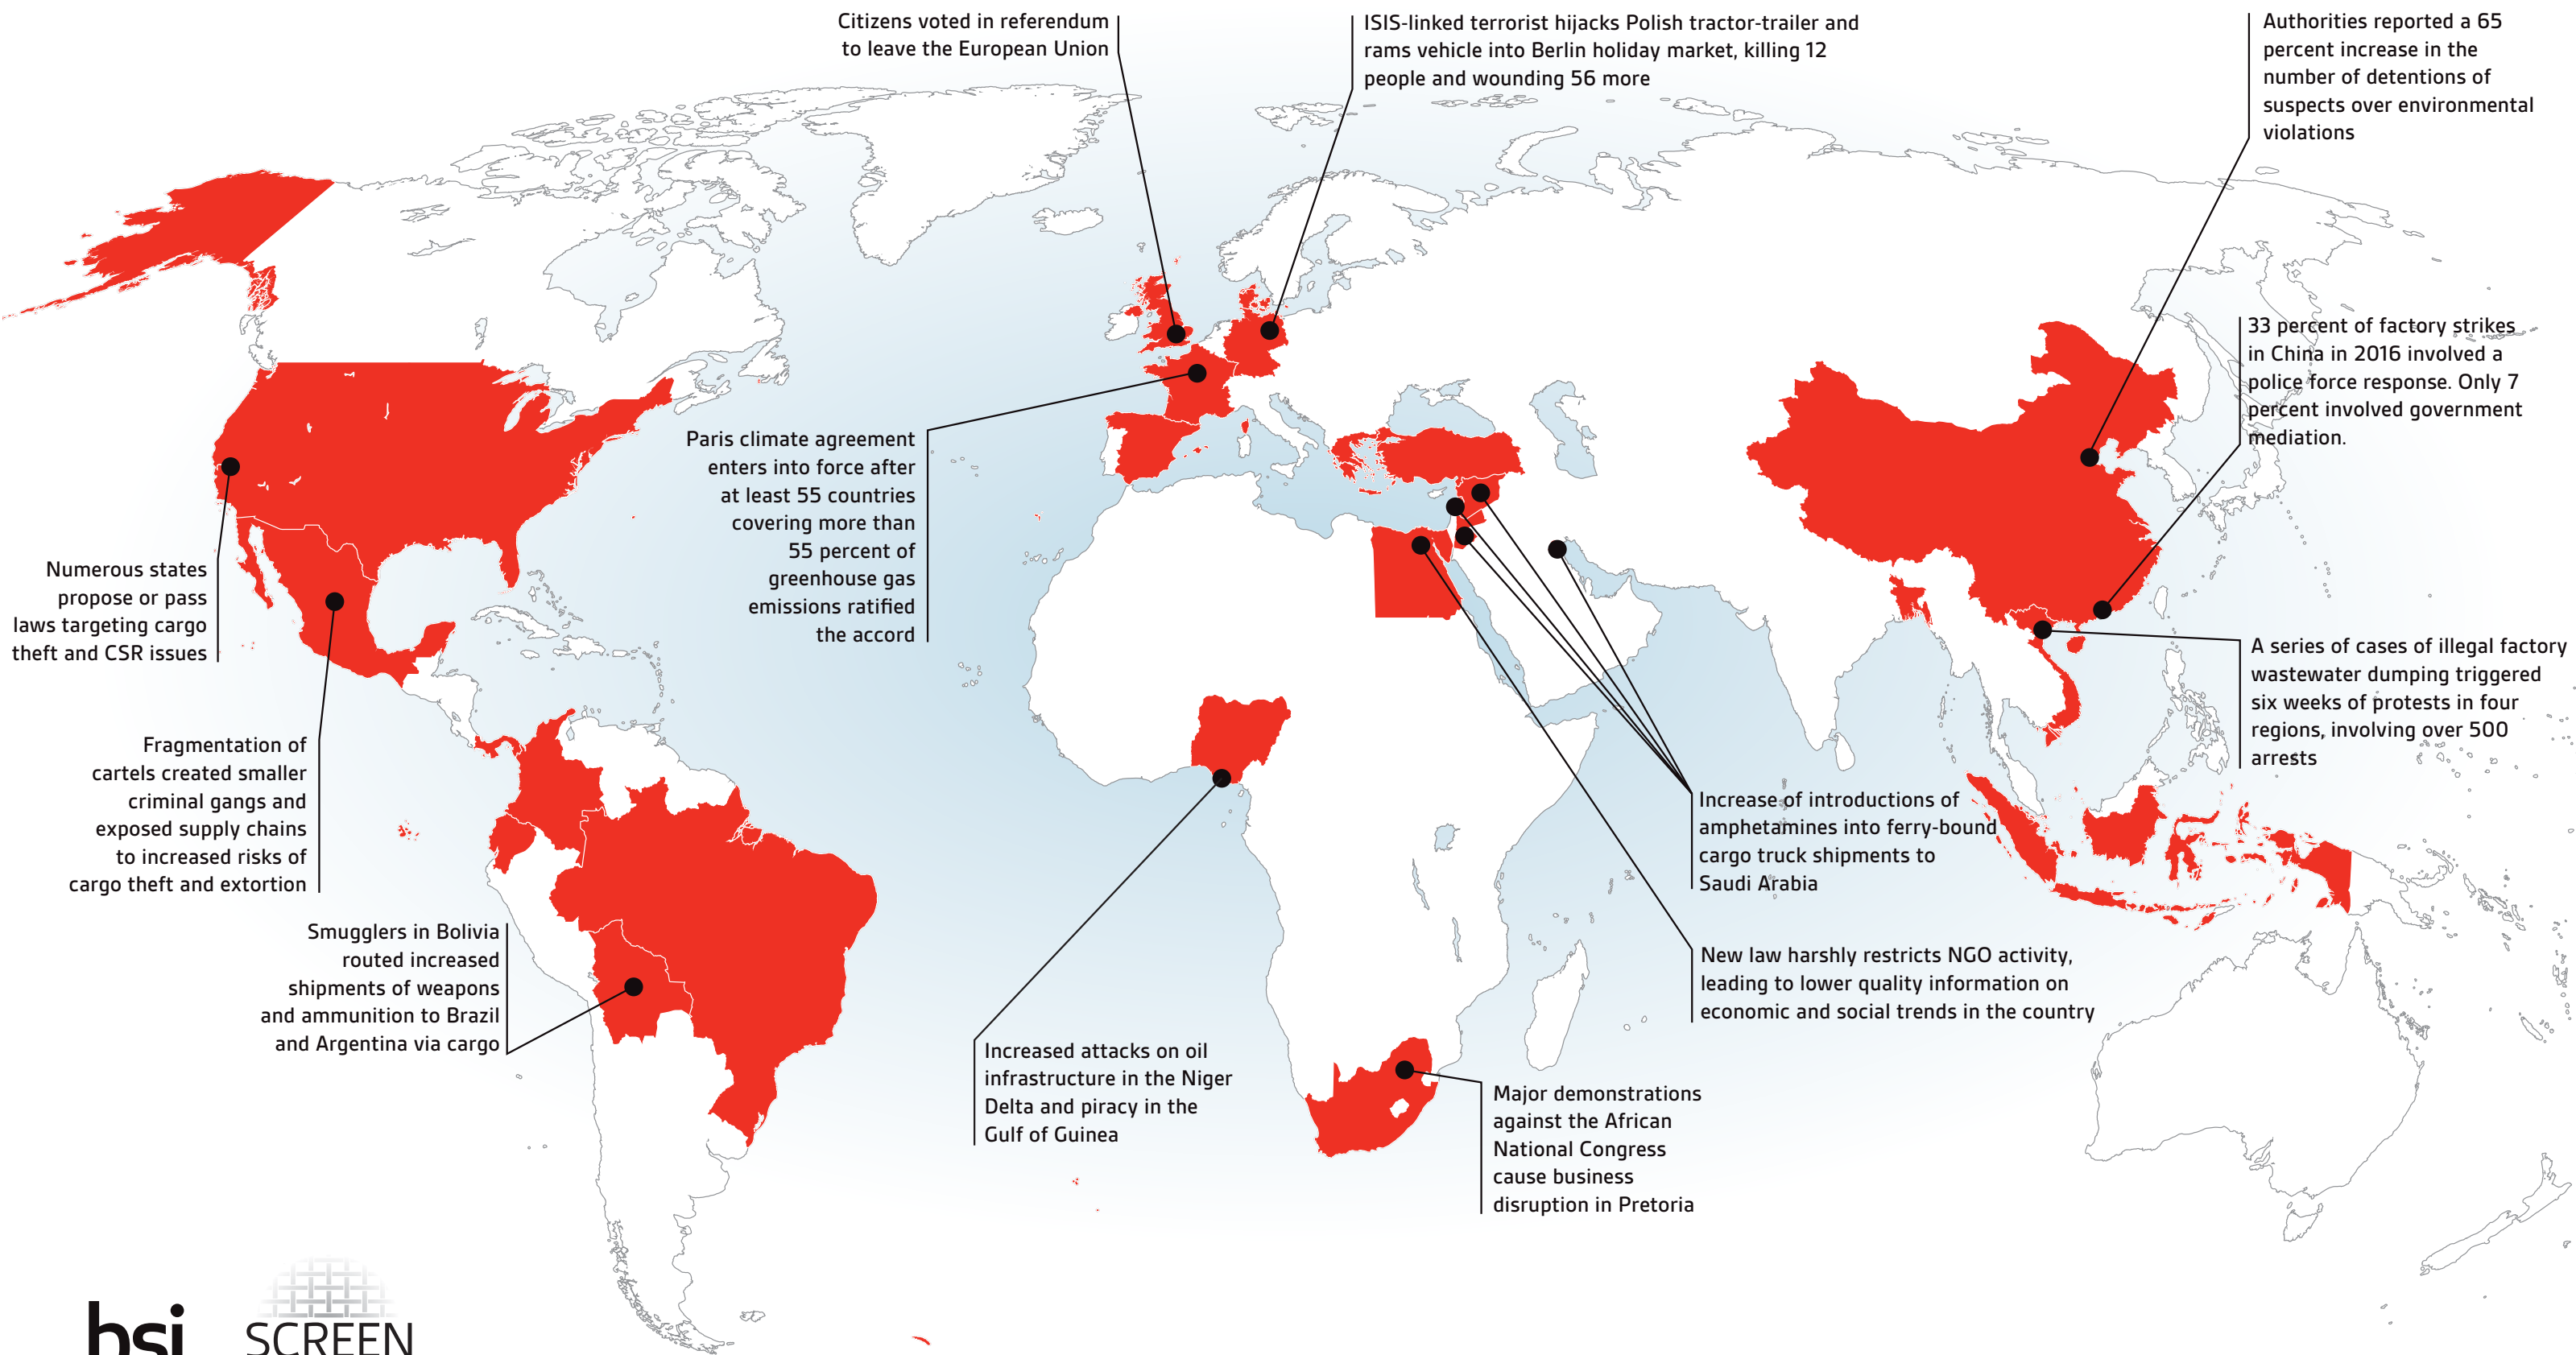 Citizens voted in referendum
to leave the European Union
ISIS-linked terrorist hijacks Polish tractor-trailer and
rams vehicle into Berlin holiday market, killing 12
people and wounding 56 more
Authorities reported a 65
percent increase in the
number of detentions of
suspects over environmental
violations
33 percent of factory strikes
in China in 2016 involved a
police force response. Only 7
percent involved government
mediation.
Paris climate agreement
enters into force after
at least 55 countries
covering more than
55 percent of
greenhouse gas
emissions ratified
the accord
Numerous states
propose or pass
laws targeting cargo
theft and CSR issues
A series of cases of illegal factory
wastewater dumping triggered
six weeks of protests in four
regions, involving over 500
arrests
Fragmentation of
cartels created smaller
criminal gangs and
exposed supply chains
to increased risks of
cargo theft and extortion
Increase of introductions of
amphetamines into ferry-bound
cargo truck shipments to
Saudi Arabia
Smugglers in Bolivia
routed increased
shipments of weapons
and ammunition to Brazil
and Argentina via cargo
New law harshly restricts NGO activity,
leading to lower quality information on
economic and social trends in the country
Increased attacks on oil
infrastructure in the Niger
Delta and piracy in the
Gulf of Guinea
Major demonstrations
against the African
National Congress
cause business
disruption in Pretoria
bsi
SCREEN